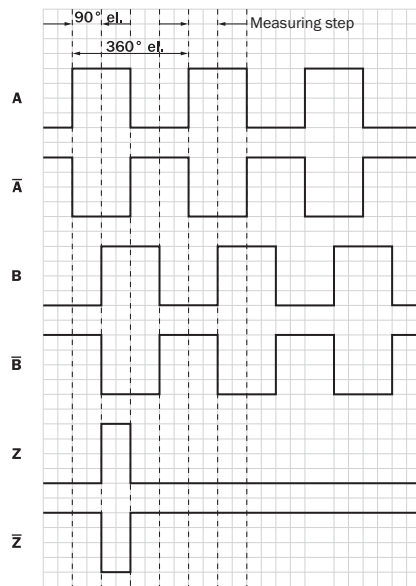 90° el.
Measuring step
360° el.
A
A̅
B
B̅
Z
Z̅